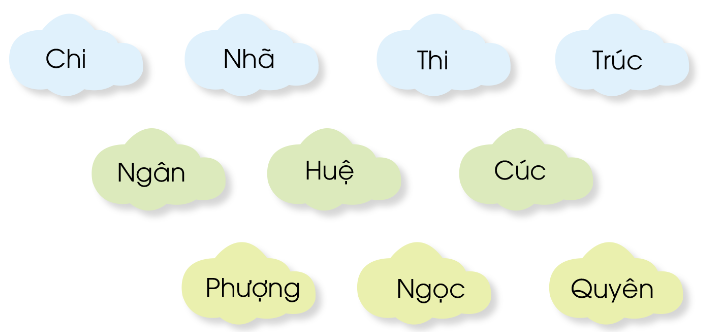 Chi Nhã Thi Trúc
Ngân Huệ Cúc
Phượng Ngọc Quyên